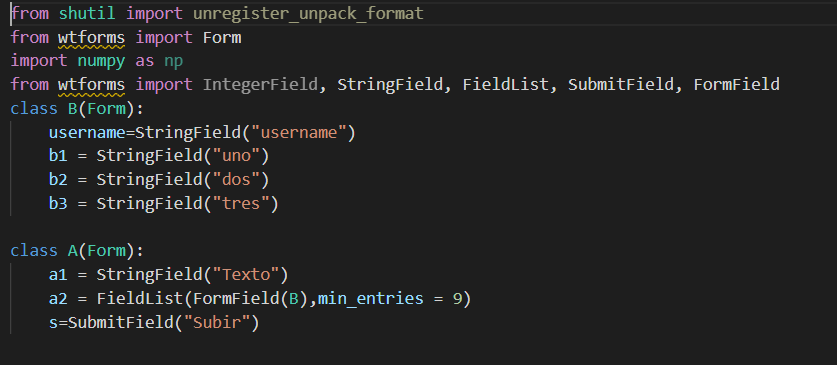 from shutil import unregister_unpack_format
from wtforms import Form
import numpy as np
from wtforms import IntegerField, StringField, FieldList, SubmitField, FormField
class B(Form):
    username=StringField("username")
    b1 = StringField("uno")
    b2 = StringField("dos")
    b3 = StringField("tres")

class A(Form):
    a1 = StringField("Texto")
    a2 = FieldList(FormField(B),min_entries = 9)
    s=SubmitField("Subir")